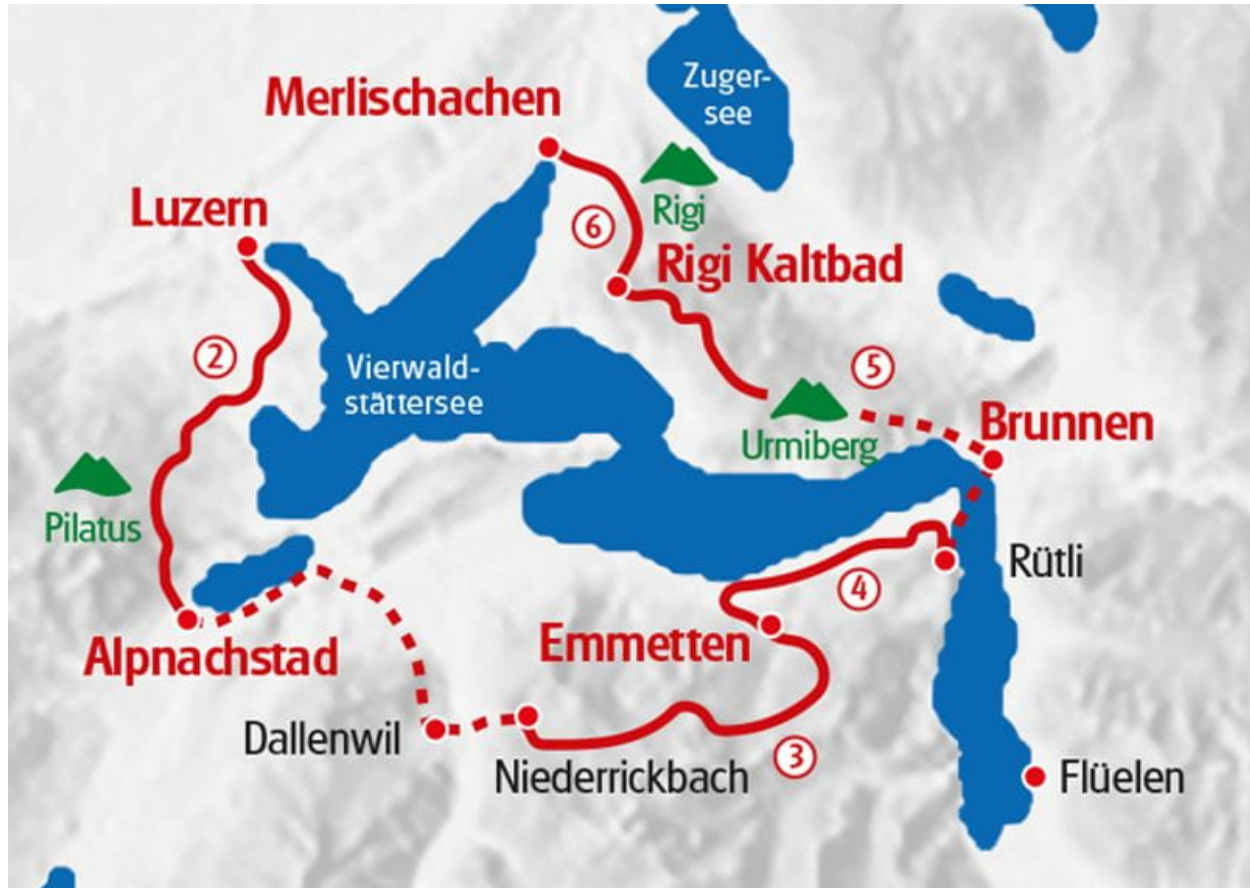 Zuger-
see
Merlischachen
Rigi
Luzern
⑥
Rigi Kaltbad
②
Vierwald-
stättersee
⑤
Urmiberg
Brunnen
Pilatus
Rütli
④
Emmetten
Alpnachstad
Dallenwil
Niederrickbach
③
Flüelen